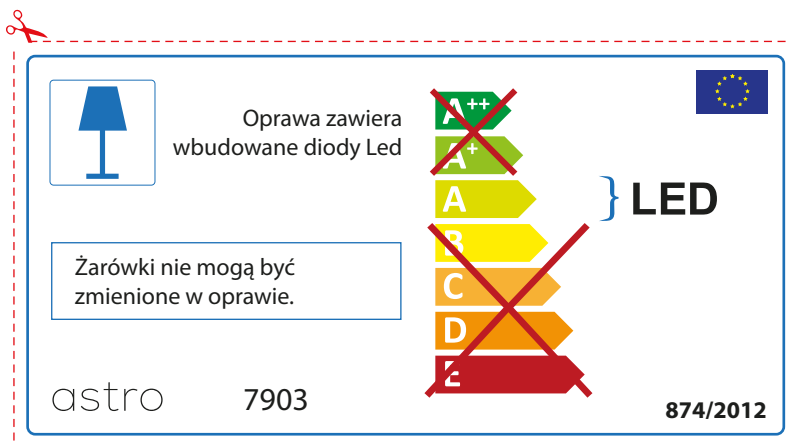 Oprawa zawiera
wbudowane diody Led
A++
A+
A
B
C
D
E
LED
Żarówki nie mogą być
zmienione w oprawie.
astro
7903
874/2012